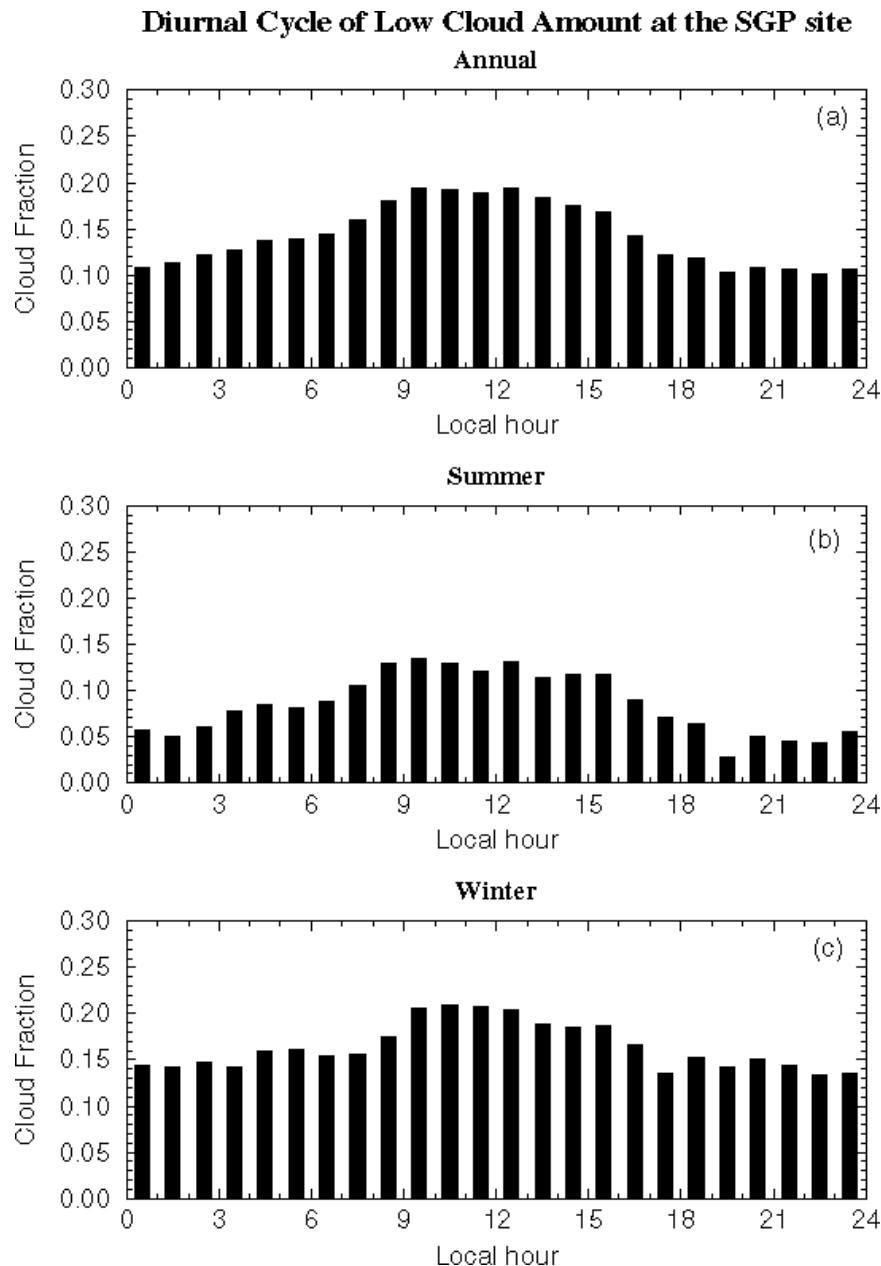 Diurnal Cycle of Low Cloud Amount at the SGP site
Annual
(a)
Cloud Fraction
0.30
0.25
0.20
0.15
0.10
0.05
0.00
0 3 6 9 12 15 18 21 24
Local hour
Summer
(b)
Cloud Fraction
0.30
0.25
0.20
0.15
0.10
0.05
0.00
0 3 6 9 12 15 18 21 24
Local hour
Winter
(c)
Cloud Fraction
0.30
0.25
0.20
0.15
0.10
0.05
0.00
0 3 6 9 12 15 18 21 24
Local hour